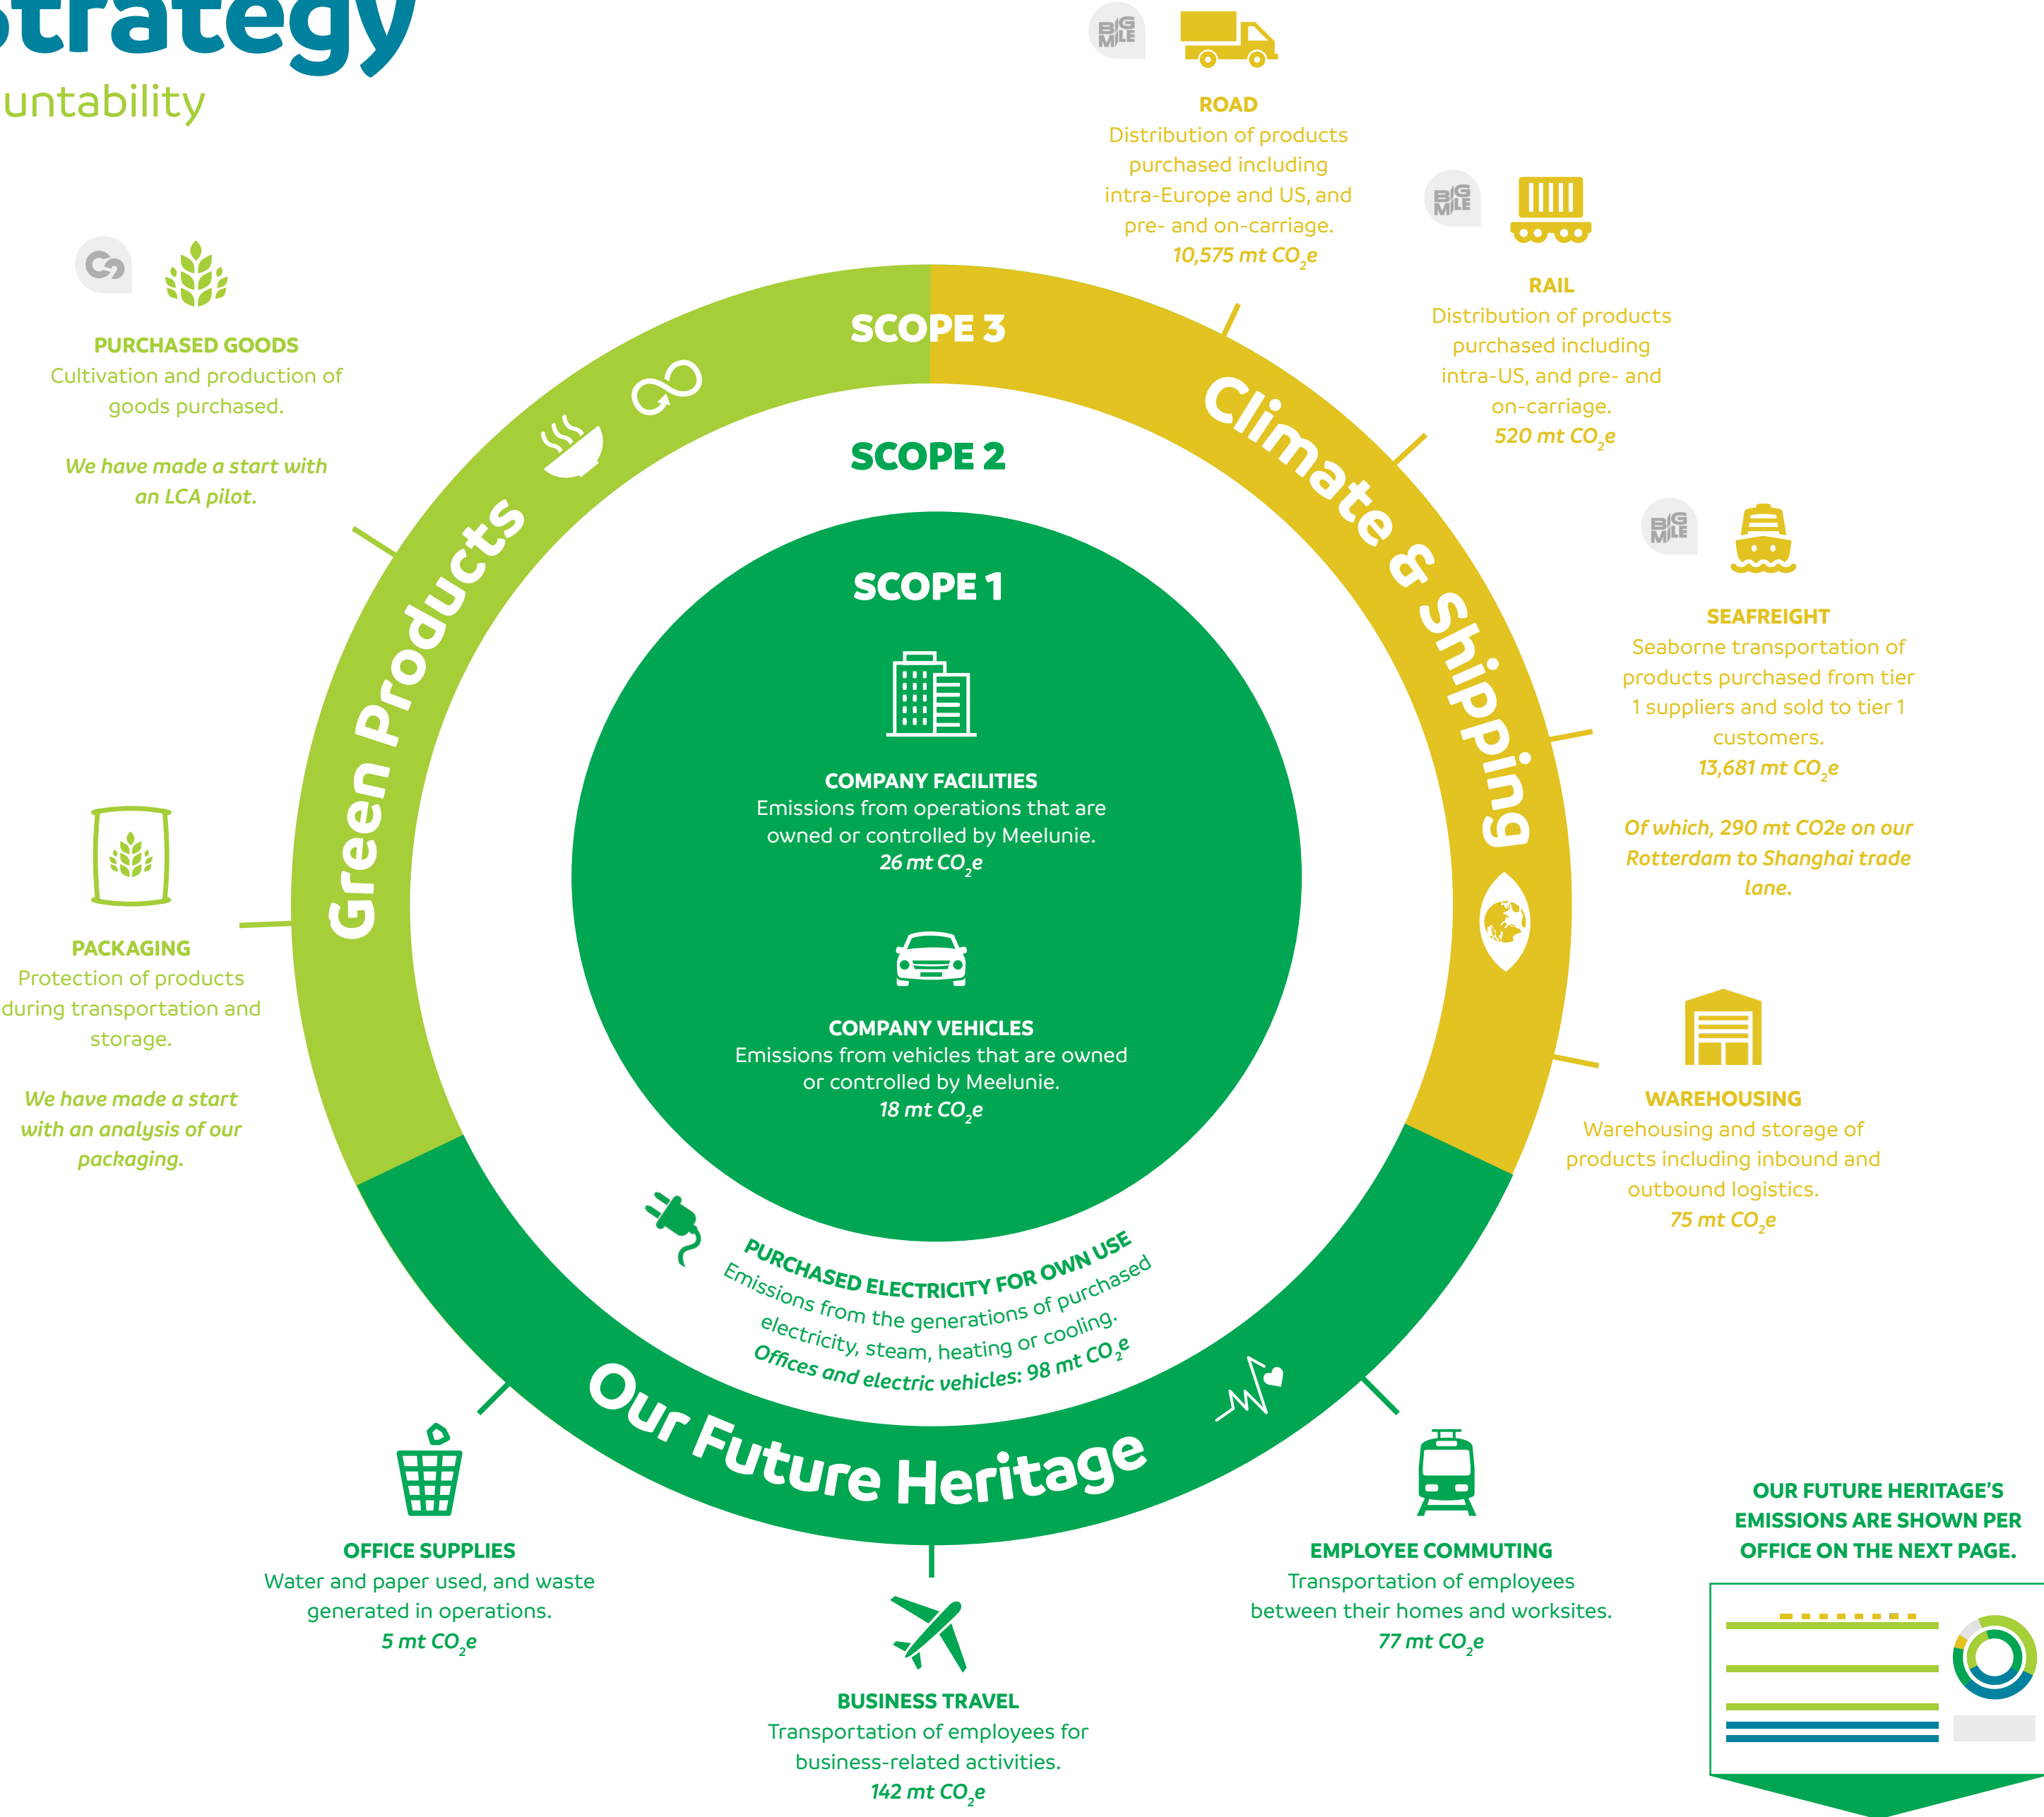 trategy
untability
BIG MILE
ROAD
Distribution of products
purchased including
intra-Europe and US, and
pre- and on-carriage.
10,575 mt CO₂e
BIG MILE
RAIL
Distribution of products
purchased including
intra-US, and pre- and
on-carriage.
520 mt CO₂e
BIG MILE
SEAFREIGHT
Seaborne transportation of
products purchased from tier
1 suppliers and sold to tier 1
customers.
13,681 mt CO₂e
Of which, 290 mt CO2e on our
Rotterdam to Shanghai trade
lane.
WAREHOUSING
Warehousing and storage of
products including inbound and
outbound logistics.
75 mt CO₂e
PURCHASED GOODS
Cultivation and production of
goods purchased.
We have made a start with
an LCA pilot.
PACKAGING
Protection of products
during transportation and
storage.
We have made a start
with an analysis of our
packaging.
SCOPE 3
Green Products
Climate & Shipping
SCOPE 2
SCOPE 1
COMPANY FACILITIES
Emissions from operations that are
owned or controlled by Meelunie.
26 mt CO₂e
COMPANY VEHICLES
Emissions from vehicles that are owned
or controlled by Meelunie.
18 mt CO₂e
PURCHASED ELECTRICITY FOR OWN USE
Emissions from the generations of purchased
electricity, steam, heating or cooling.
Offices and electric vehicles: 98 mt CO₂e
Our Future Heritage
OFFICE SUPPLIES
Water and paper used, and waste
generated in operations.
5 mt CO₂e
BUSINESS TRAVEL
Transportation of employees for
business-related activities.
142 mt CO₂e
EMPLOYEE COMMUTING
Transportation of employees
between their homes and worksites.
77 mt CO₂e
OUR FUTURE HERITAGE'S
EMISSIONS ARE SHOWN PER
OFFICE ON THE NEXT PAGE.